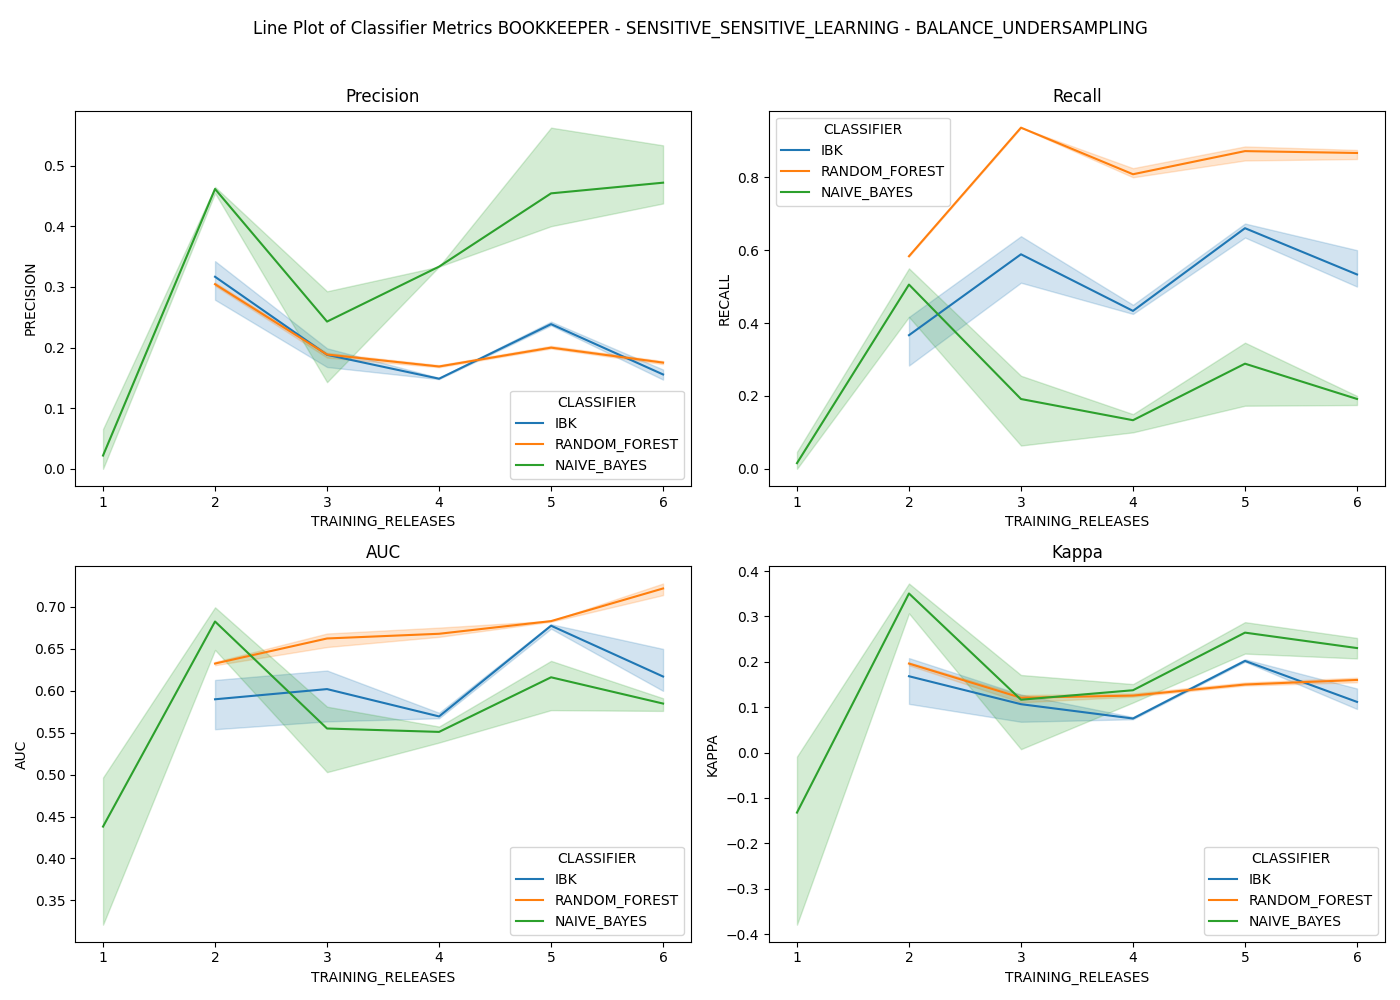 Line Plot of Classifier Metrics BOOKKEEPER - SENSITIVE_SENSITIVE_LEARNING - BALANCE_UNDERSAMPLING
Precision
PRECISION
0.5
0.4
0.3
0.2
0.1
0.0
CLASSIFIER
IBK
RANDOM_FOREST
NAIVE_BAYES
1 2 3 4 5 6
TRAINING_RELEASES
Recall
RECALL
0.8
0.6
0.4
0.2
0.0
CLASSIFIER
IBK
RANDOM_FOREST
NAIVE_BAYES
1 2 3 4 5 6
TRAINING_RELEASES
AUC
AUC
0.70
0.65
0.60
0.55
0.50
0.45
0.40
0.35
CLASSIFIER
IBK
RANDOM_FOREST
NAIVE_BAYES
1 2 3 4 5 6
TRAINING_RELEASES
Kappa
KAPPA
0.4
0.3
0.2
0.1
0.0
−0.1
−0.2
−0.3
−0.4
CLASSIFIER
IBK
RANDOM_FOREST
NAIVE_BAYES
1 2 3 4 5 6
TRAINING_RELEASES